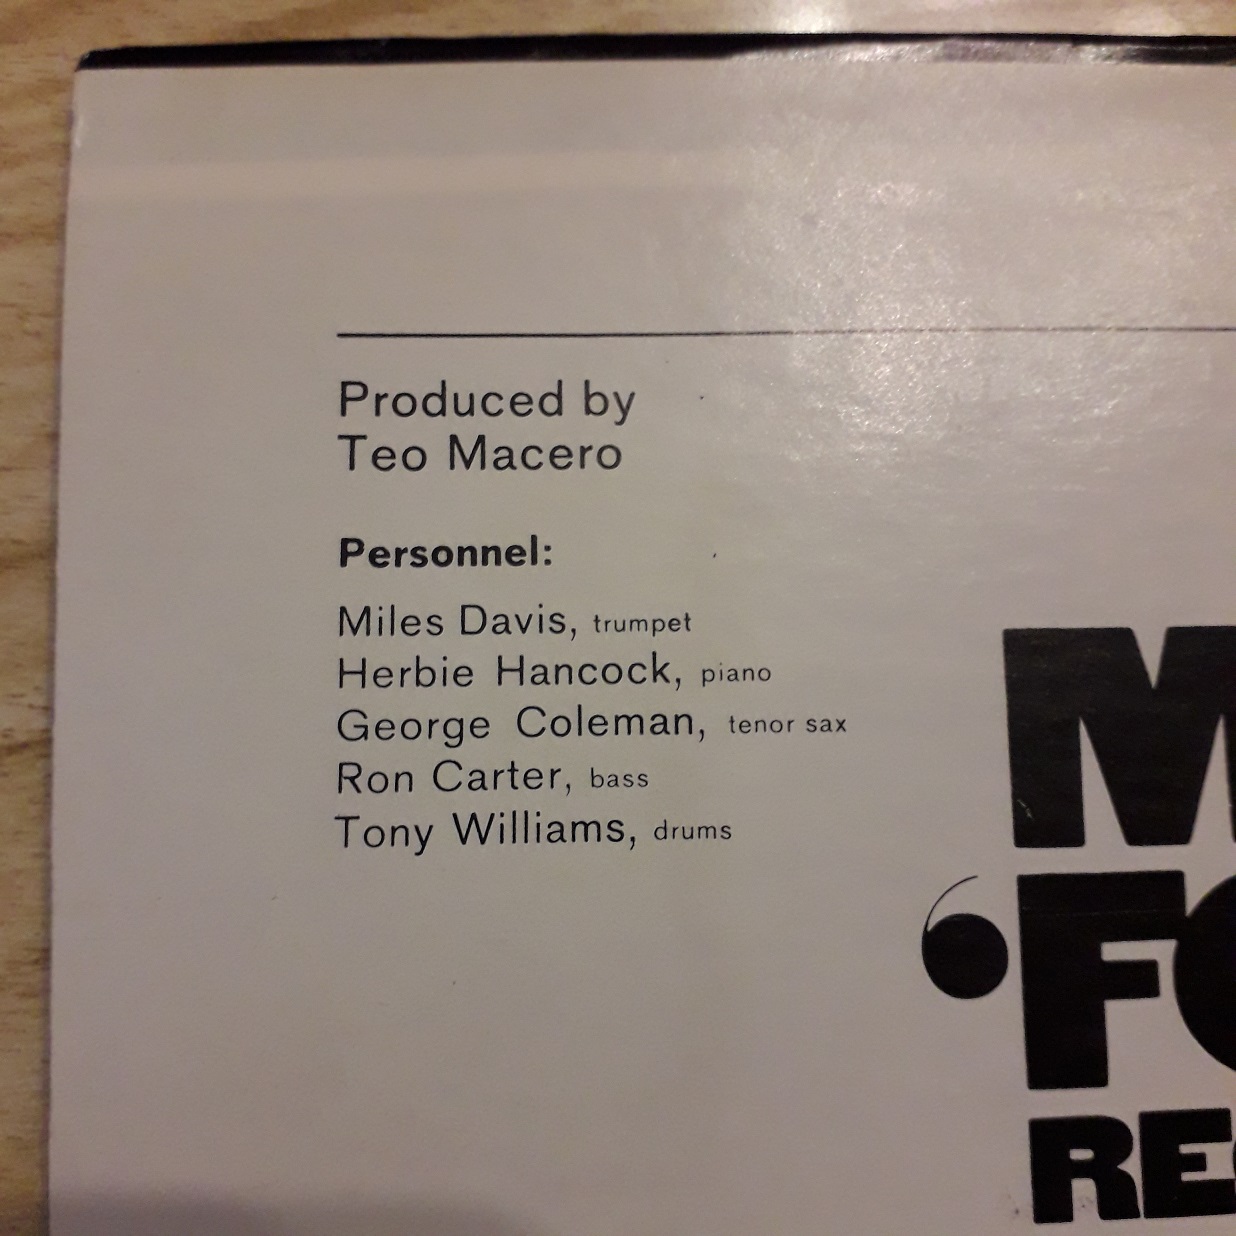 Produced by
Teo Macero
Personnel:
Miles Davis, trumpet
Herbie Hancock, piano
George Coleman, tenor sax
Ron Carter, bass
Tony Williams, drums